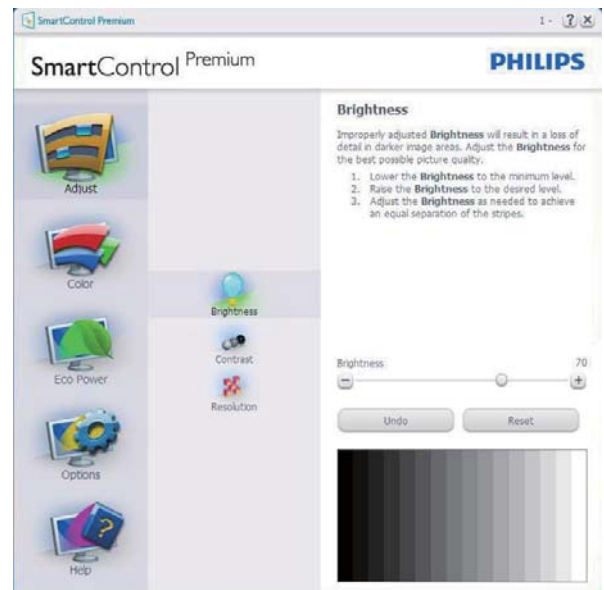 SmartControl Premium
1 - ? X
SmartControl Premium
PHILIPS
Adjust
Color
Eco Power
Options
Help
Brightness
Contrast
Resolution
Brightness
Improperly adjusted Brightness will result in a loss of
detail in darker image areas. Adjust the Brightness for
the best possible picture quality.
1. Lower the Brightness to the minimum level.
2. Raise the Brightness to the desired level.
3. Adjust the Brightness as needed to achieve
an equal separation of the stripes.
Brightness 70
Undo Reset